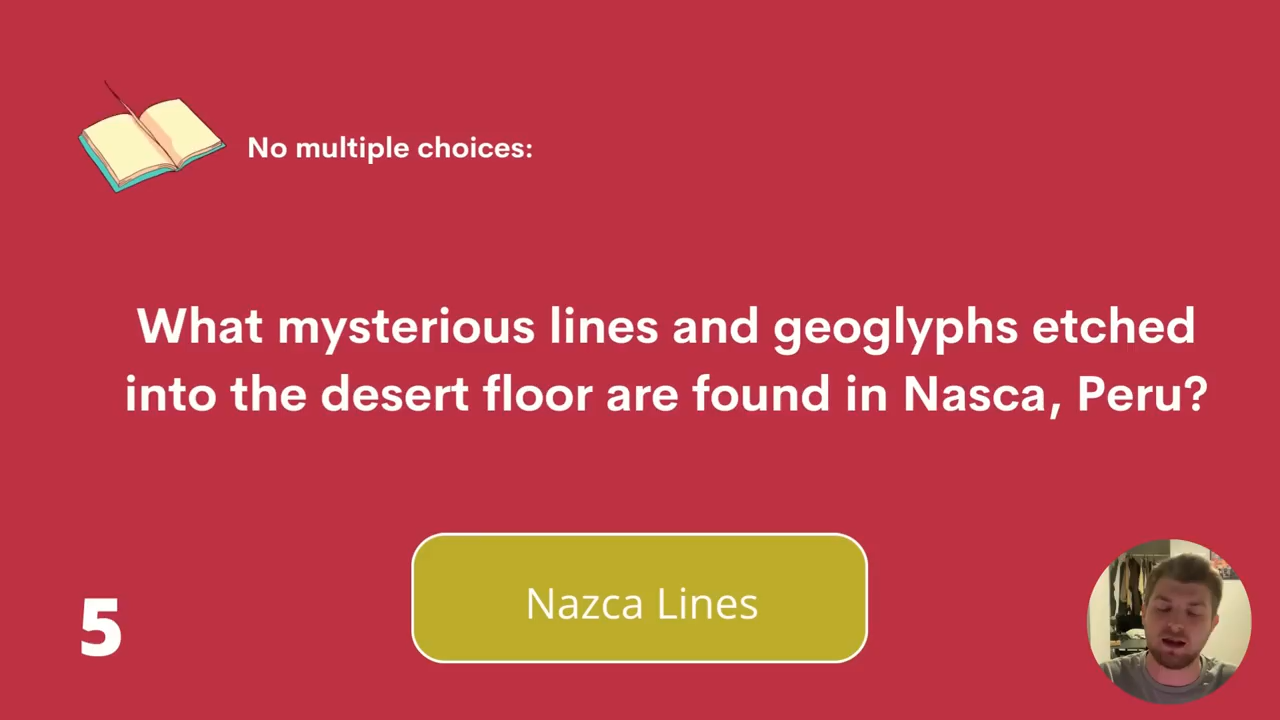 No multiple choices:
What mysterious lines and geoglyphs etched
into the desert floor are found in Nasca, Peru?
Nazca Lines
5